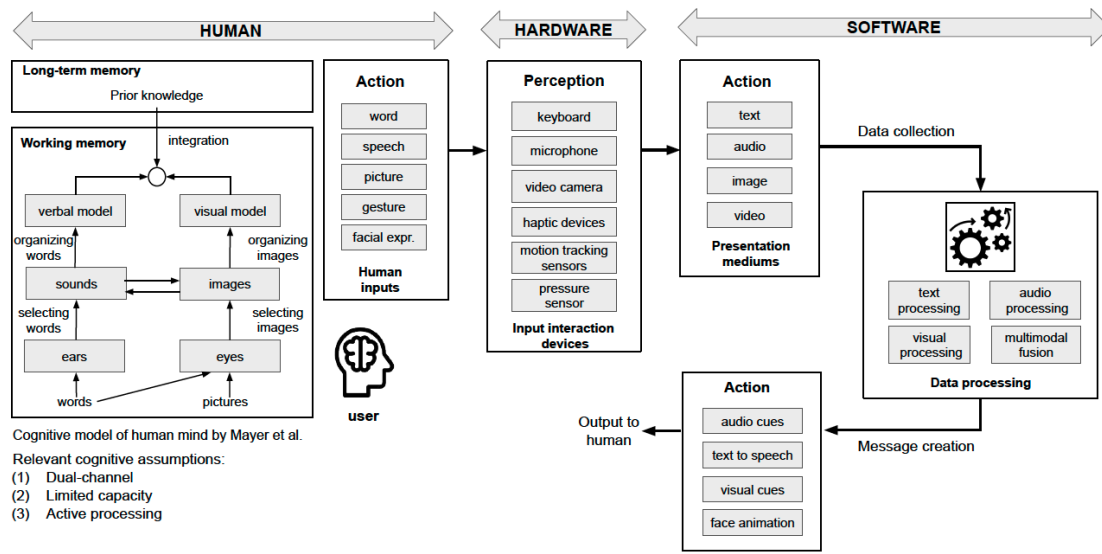 HUMAN
HARDWARE
SOFTWARE
Long-term memory
Prior knowledge
integration
Working memory
verbal model
visual model
organizing
words
organizing
images
sounds
images
selecting
words
selecting
images
ears
eyes
words
pictures
Cognitive model of human mind by Mayer et al.
Relevant cognitive assumptions:
(1) Dual-channel
(2) Limited capacity
(3) Active processing
Action
word
speech
picture
gesture
facial expr.
Human
inputs
user
Perception
keyboard
microphone
video camera
haptic devices
motion tracking
sensors
pressure
sensor
Input interaction
devices
Action
text
audio
image
video
Presentation
mediums
Data collection
text
processing
audio
processing
visual
processing
multimodal
fusion
Data processing
Message creation
Action
audio cues
text to speech
visual cues
face animation
Output to
human